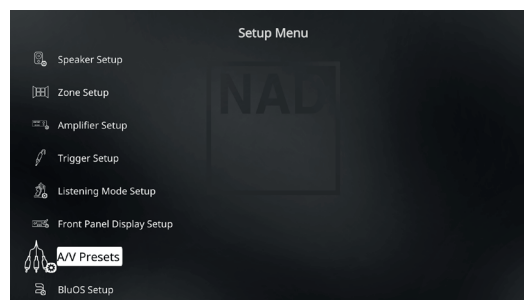 Setup Menu
Speaker Setup
Zone Setup
Amplifier Setup
Trigger Setup
Listening Mode Setup
Front Panel Display Setup
A/V Presets
BluOS Setup
NAD